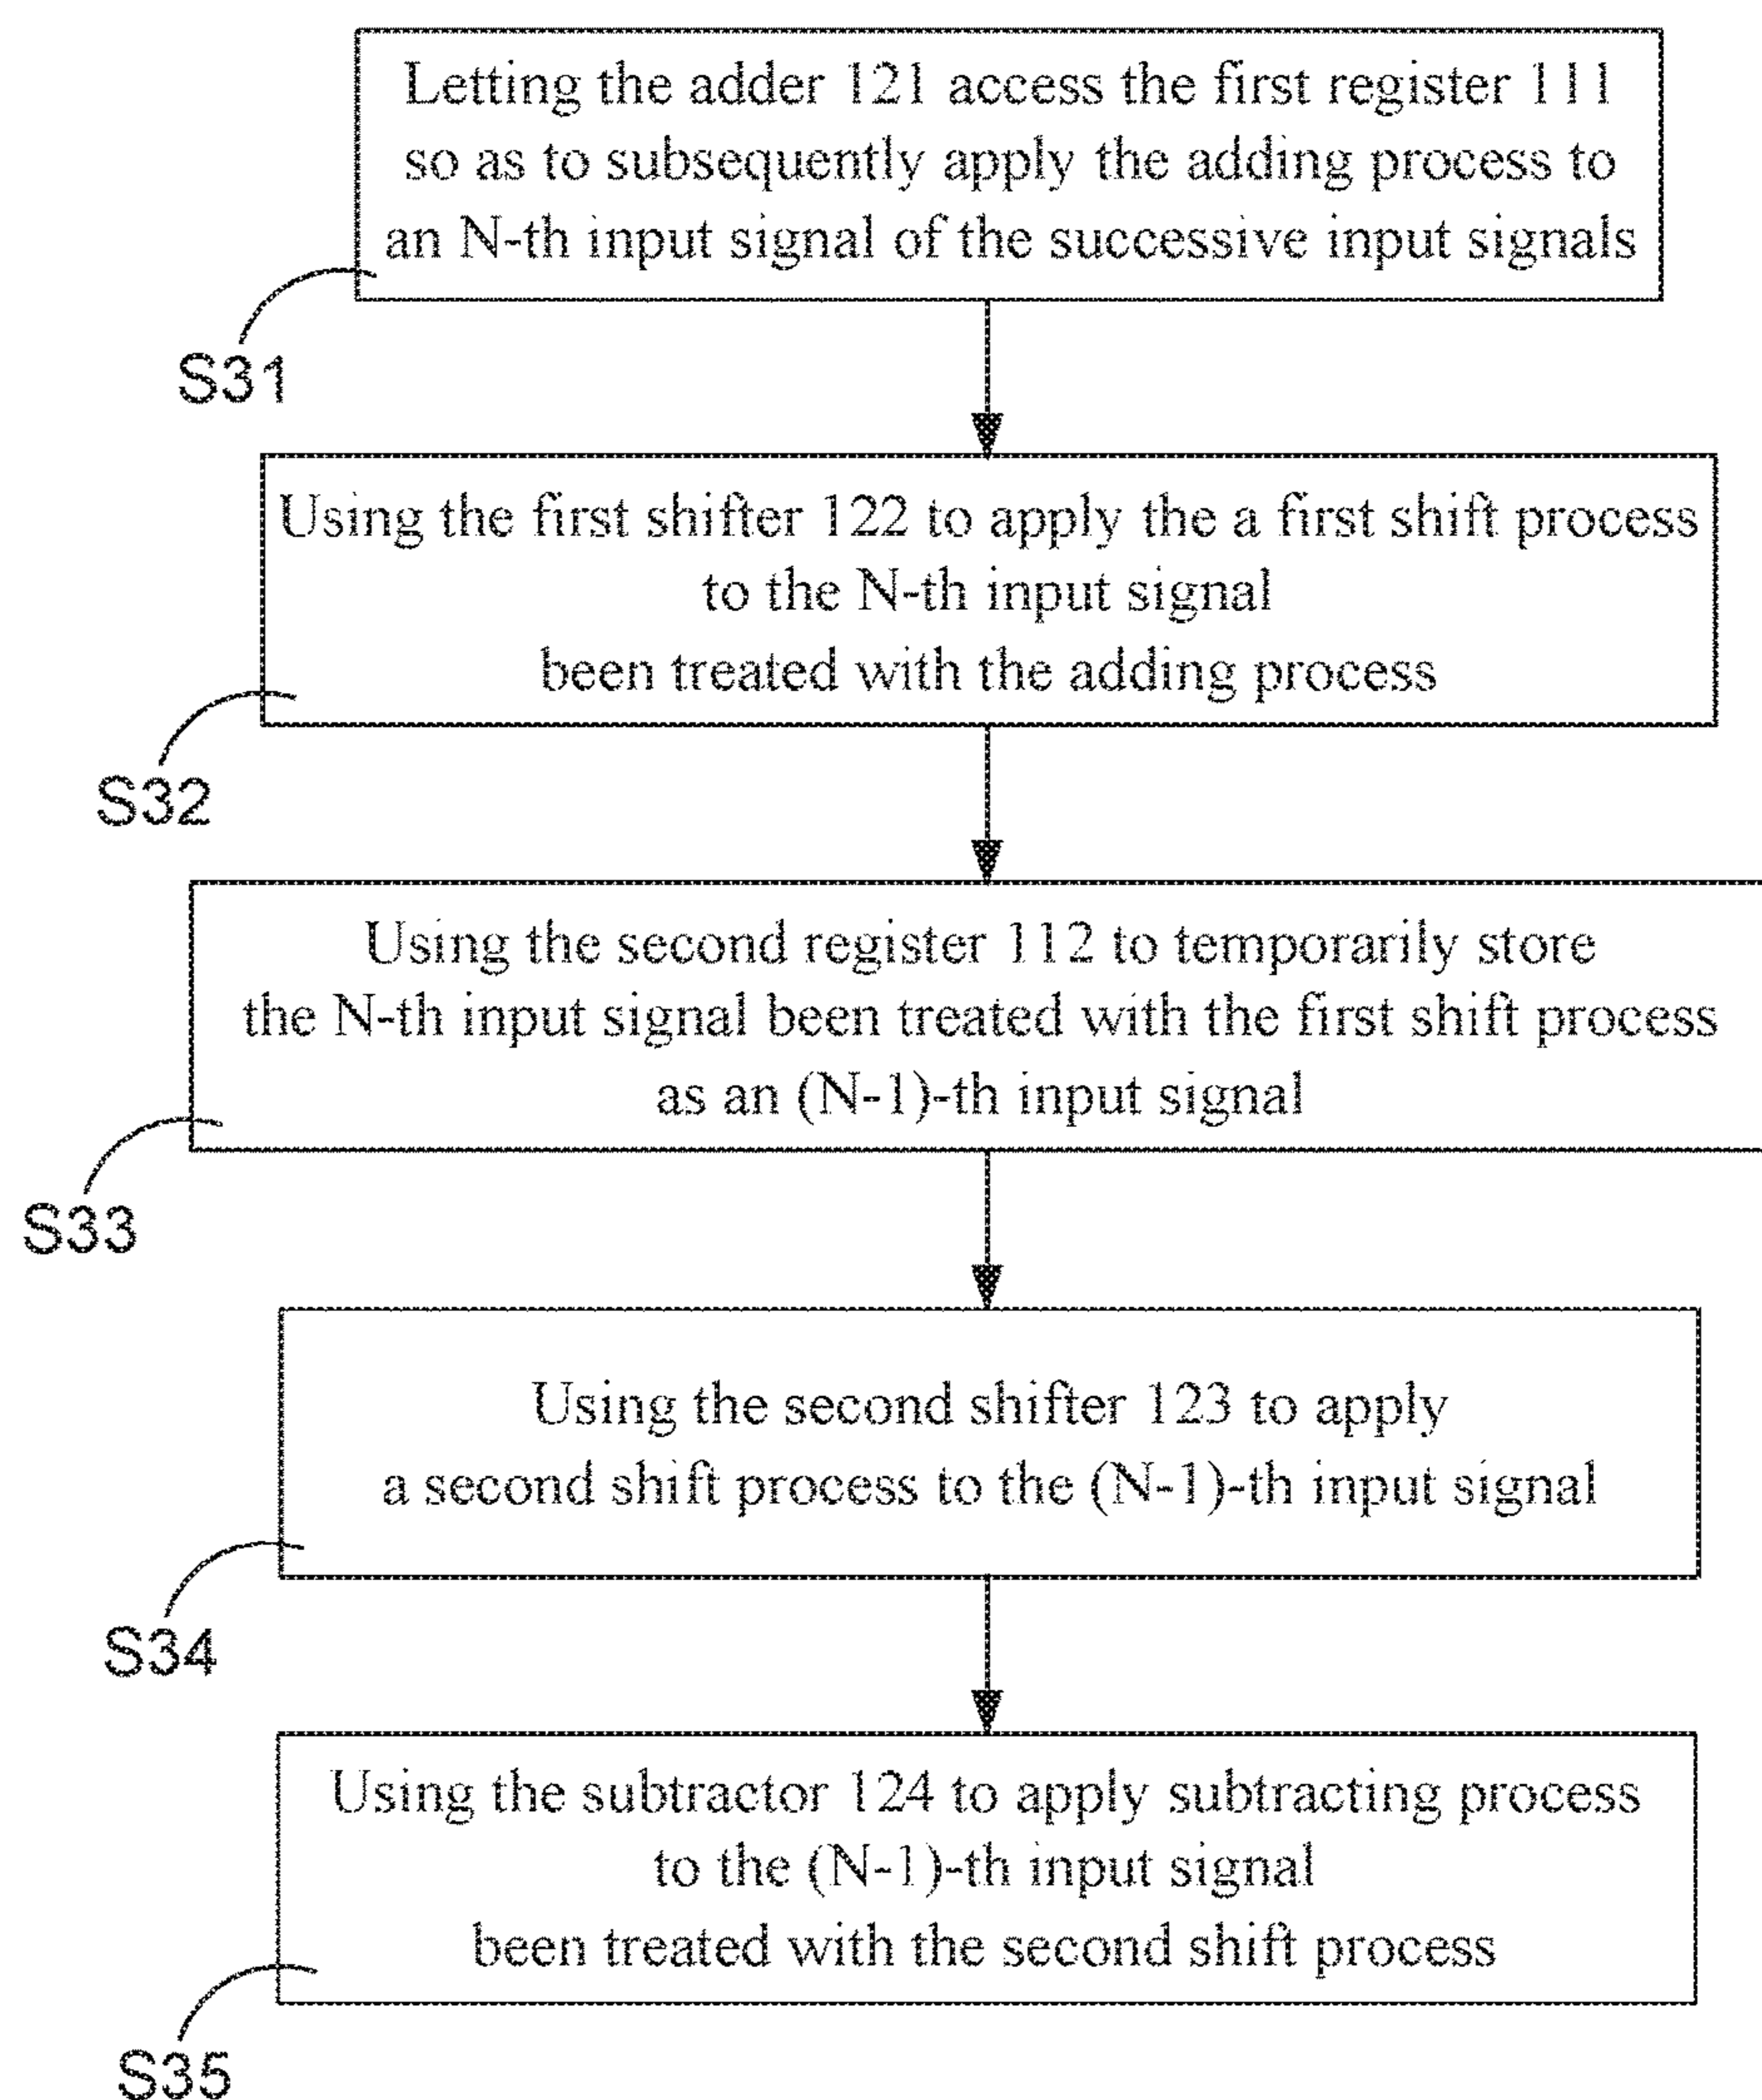 Letting the adder 121 access the first register 111
so as to subsequently apply the adding process to
an N-th input signal of the successive input signals
S31
Using the first shifter 122 to apply the a first shift process
to the N-th input signal
been treated with the adding process
S32
Using the second register 112 to temporarily store
the N-th input signal been treated with the first shift process
as an (N-1)-th input signal
S33
Using the second shifter 123 to apply
a second shift process to the (N-1)-th input signal
S34
Using the subtractor 124 to apply subtracting process
to the (N-1)-th input signal
been treated with the second shift process
S35